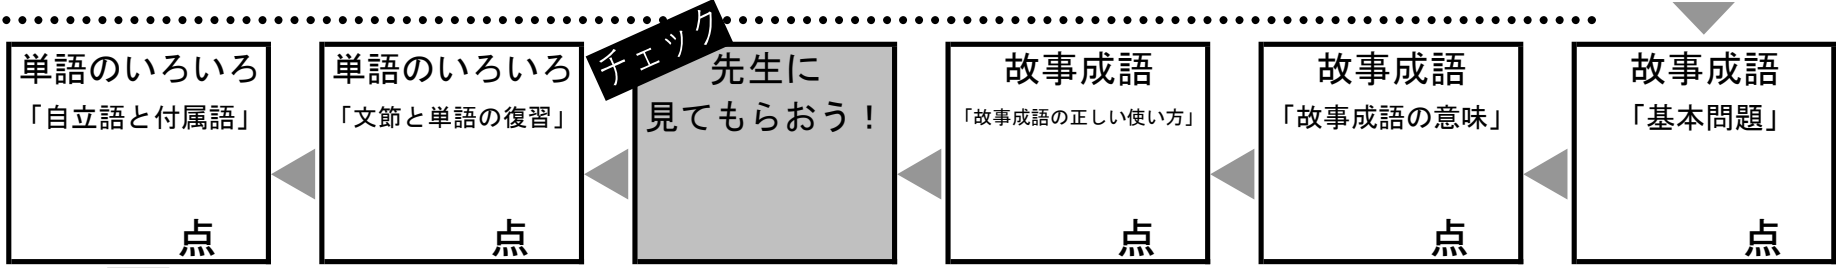 故事成語
「基本問題」
点
故事成語
「故事成語の意味」
点
故事成語
「故事成語の正しい使い方」
点
チェック
先生に
見てもらおう！
単語のいろいろ
「文節と単語の復習」
点
単語のいろいろ
「自立語と付属語」
点